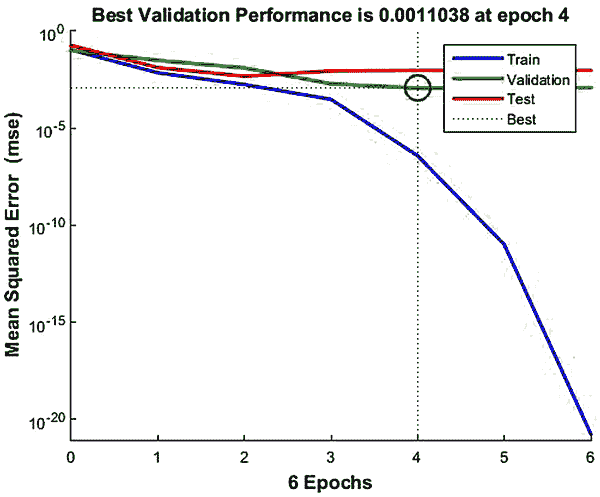 Best Validation Performance is 0.0011038 at epoch 4
Mean Squared Error (mse)
10^0
10^-5
10^-10
10^-15
10^-20
Train
Validation
Test
Best
0 1 2 3 4 5 6
6 Epochs